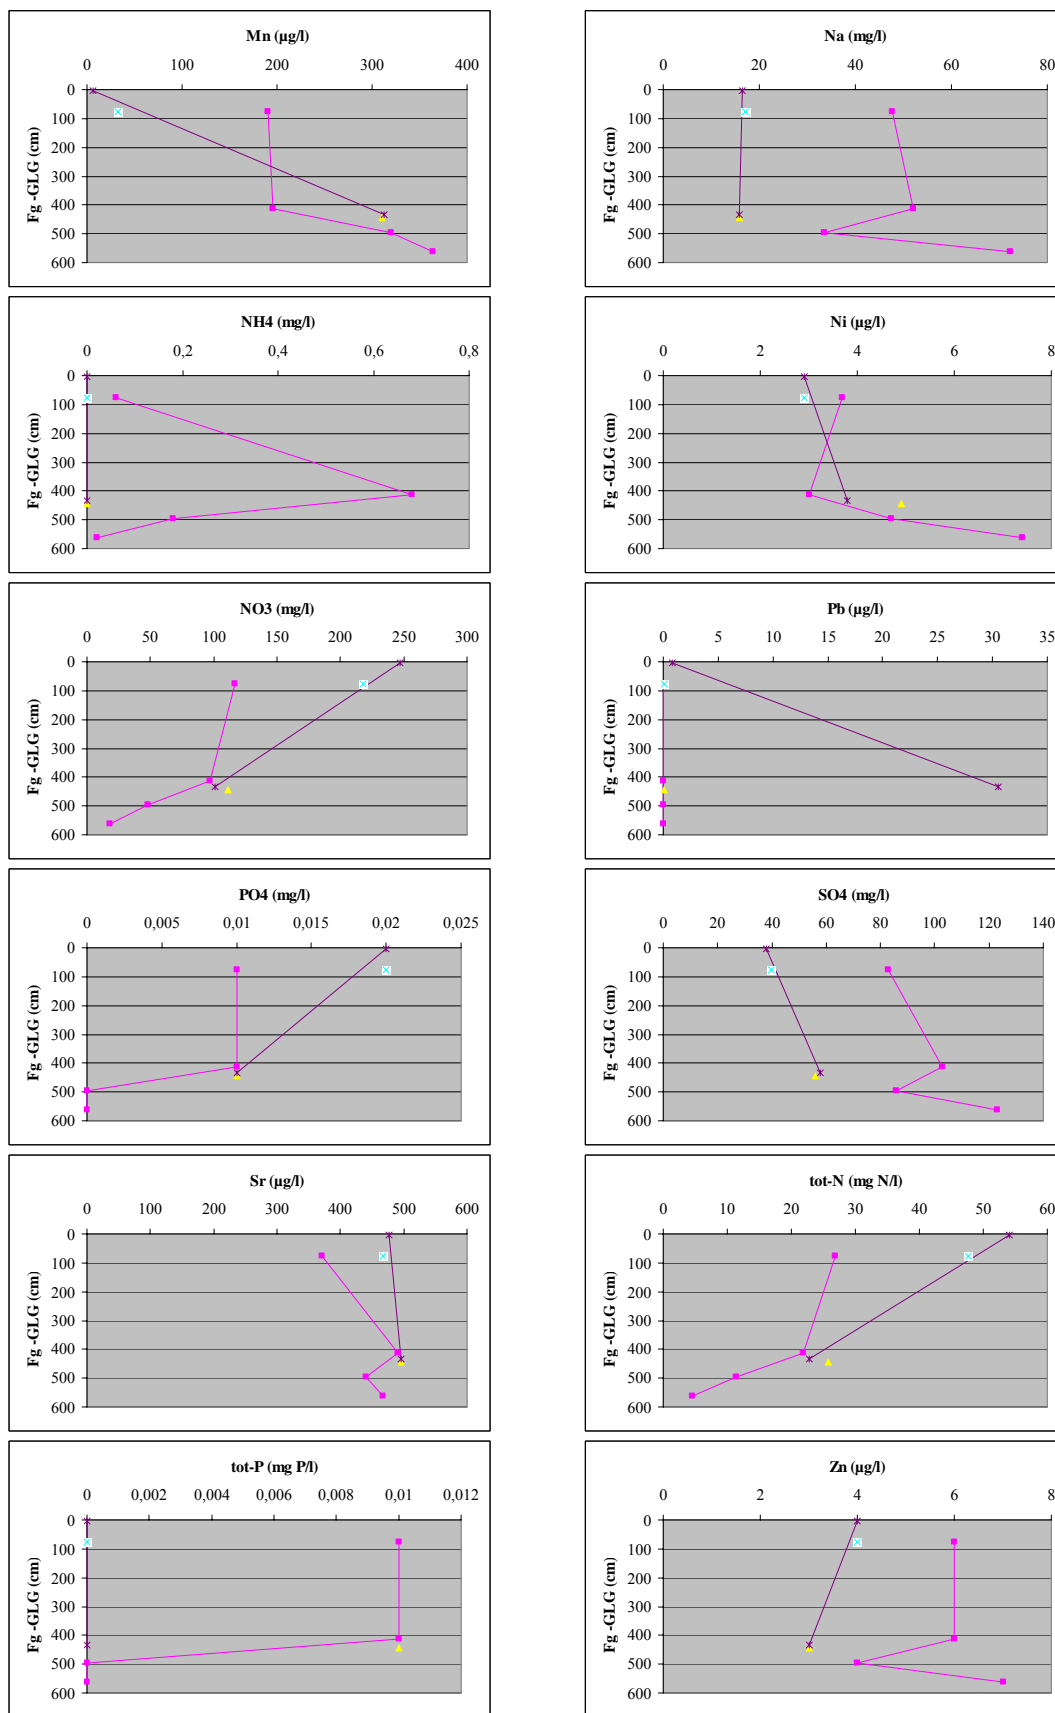 Mn (µg/l)
0 100 200 300 400
Fg -GLG (cm)
0
100
200
300
400
500
600
Na (mg/l)
0 20 40 60 80
Fg -GLG (cm)
0
100
200
300
400
500
600
NH4 (mg/l)
0 0,2 0,4 0,6 0,8
Fg -GLG (cm)
0
100
200
300
400
500
600
Ni (µg/l)
0 2 4 6 8
Fg -GLG (cm)
0
100
200
300
400
500
600
NO3 (mg/l)
0 50 100 150 200 250 300
Fg -GLG (cm)
0
100
200
300
400
500
600
Pb (µg/l)
0 5 10 15 20 25 30 35
Fg -GLG (cm)
0
100
200
300
400
500
600
PO4 (mg/l)
0 0,005 0,01 0,015 0,02 0,025
Fg -GLG (cm)
0
100
200
300
400
500
600
SO4 (mg/l)
0 20 40 60 80 100 120 140
Fg -GLG (cm)
0
100
200
300
400
500
600
Sr (µg/l)
0 100 200 300 400 500 600
Fg -GLG (cm)
0
100
200
300
400
500
600
tot-N (mg N/l)
0 10 20 30 40 50 60
Fg -GLG (cm)
0
100
200
300
400
500
600
tot-P (mg P/l)
0 0,002 0,004 0,006 0,008 0,01 0,012
Fg -GLG (cm)
0
100
200
300
400
500
600
Zn (µg/l)
0 2 4 6 8
Fg -GLG (cm)
0
100
200
300
400
500
600